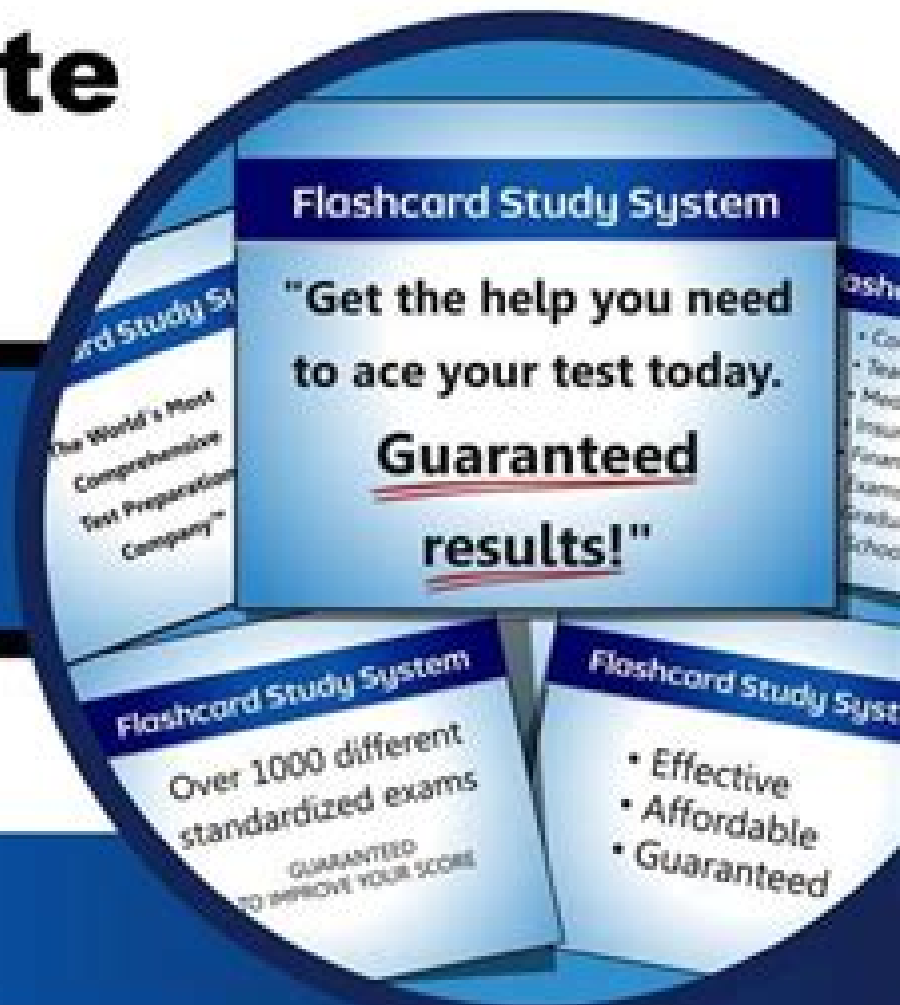 te
Flashcard Study System
"Get the help you need
to ace your test today.
Guaranteed
results!"
Study
The World's Most
Comprehensive
Test Preparation
Company™
Flashcard Study System
Over 1000 different
standardized exams
GUARANTEED
TO IMPROVE YOUR SCORE
Flashcard Study Syst
• Effective
• Affordable
• Guaranteed